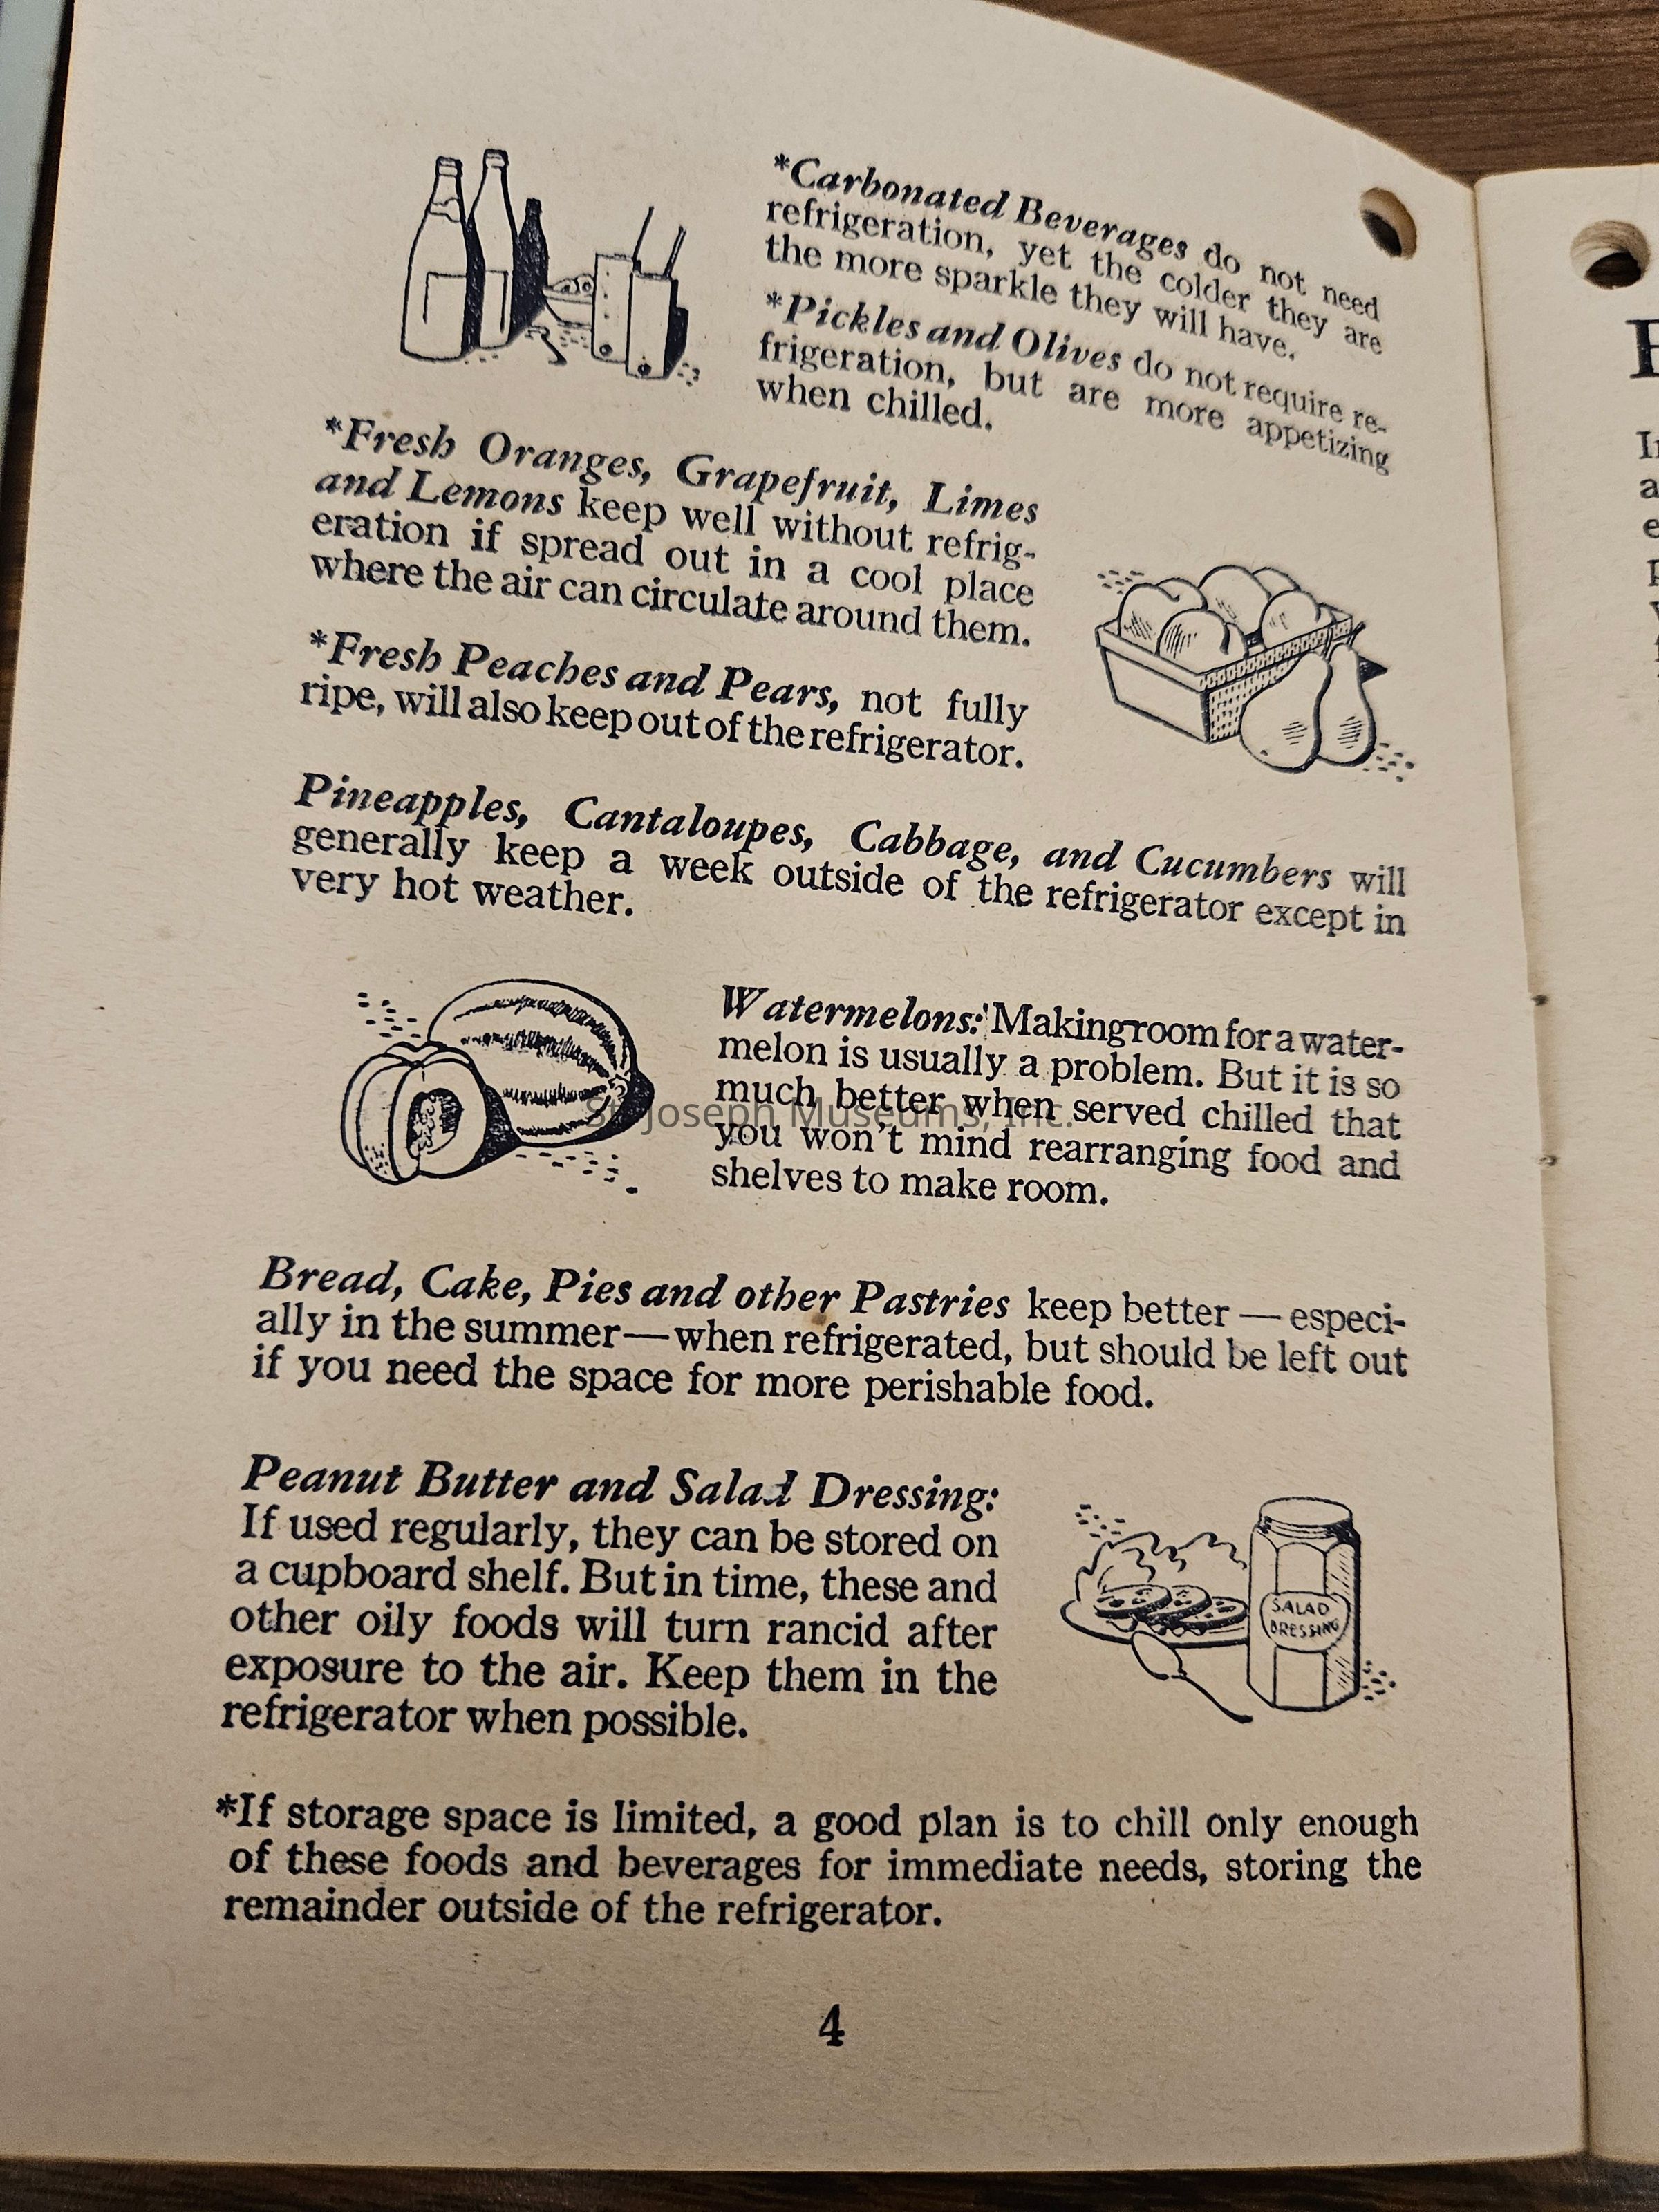 *Carbonated Beverages do not need
refrigeration, yet the colder they are
the more sparkle they will have.
*Pickles and Olives do not require re-
frigeration, but are more appetizing
when chilled.
*Fresh Oranges, Grapefruit, Limes
and Lemons keep well without refrig-
eration if spread out in a cool place
where the air can circulate around them.
*Fresh Peaches and Pears, not fully
ripe, will also keep out of the refrigerator.
Pineapples, Cantaloupes, Cabbage, and Cucumbers will
generally keep a week outside of the refrigerator except in
very hot weather.
Watermelons: Making room for a water-
melon is usually a problem. But it is so
much better when served chilled that
you won't mind rearranging food and
shelves to make room.
St. Joseph Museums, Inc.
Bread, Cake, Pies and other Pastries keep better — especi-
ally in the summer—when refrigerated, but should be left out
if you need the space for more perishable food.
Peanut Butter and Salad Dressing:
If used regularly, they can be stored on
a cupboard shelf. But in time, these and
other oily foods will turn rancid after
exposure to the air. Keep them in the
refrigerator when possible.
SALAD
DRESSING
*If storage space is limited, a good plan is to chill only enough
of these foods and beverages for immediate needs, storing the
remainder outside of the refrigerator.
4